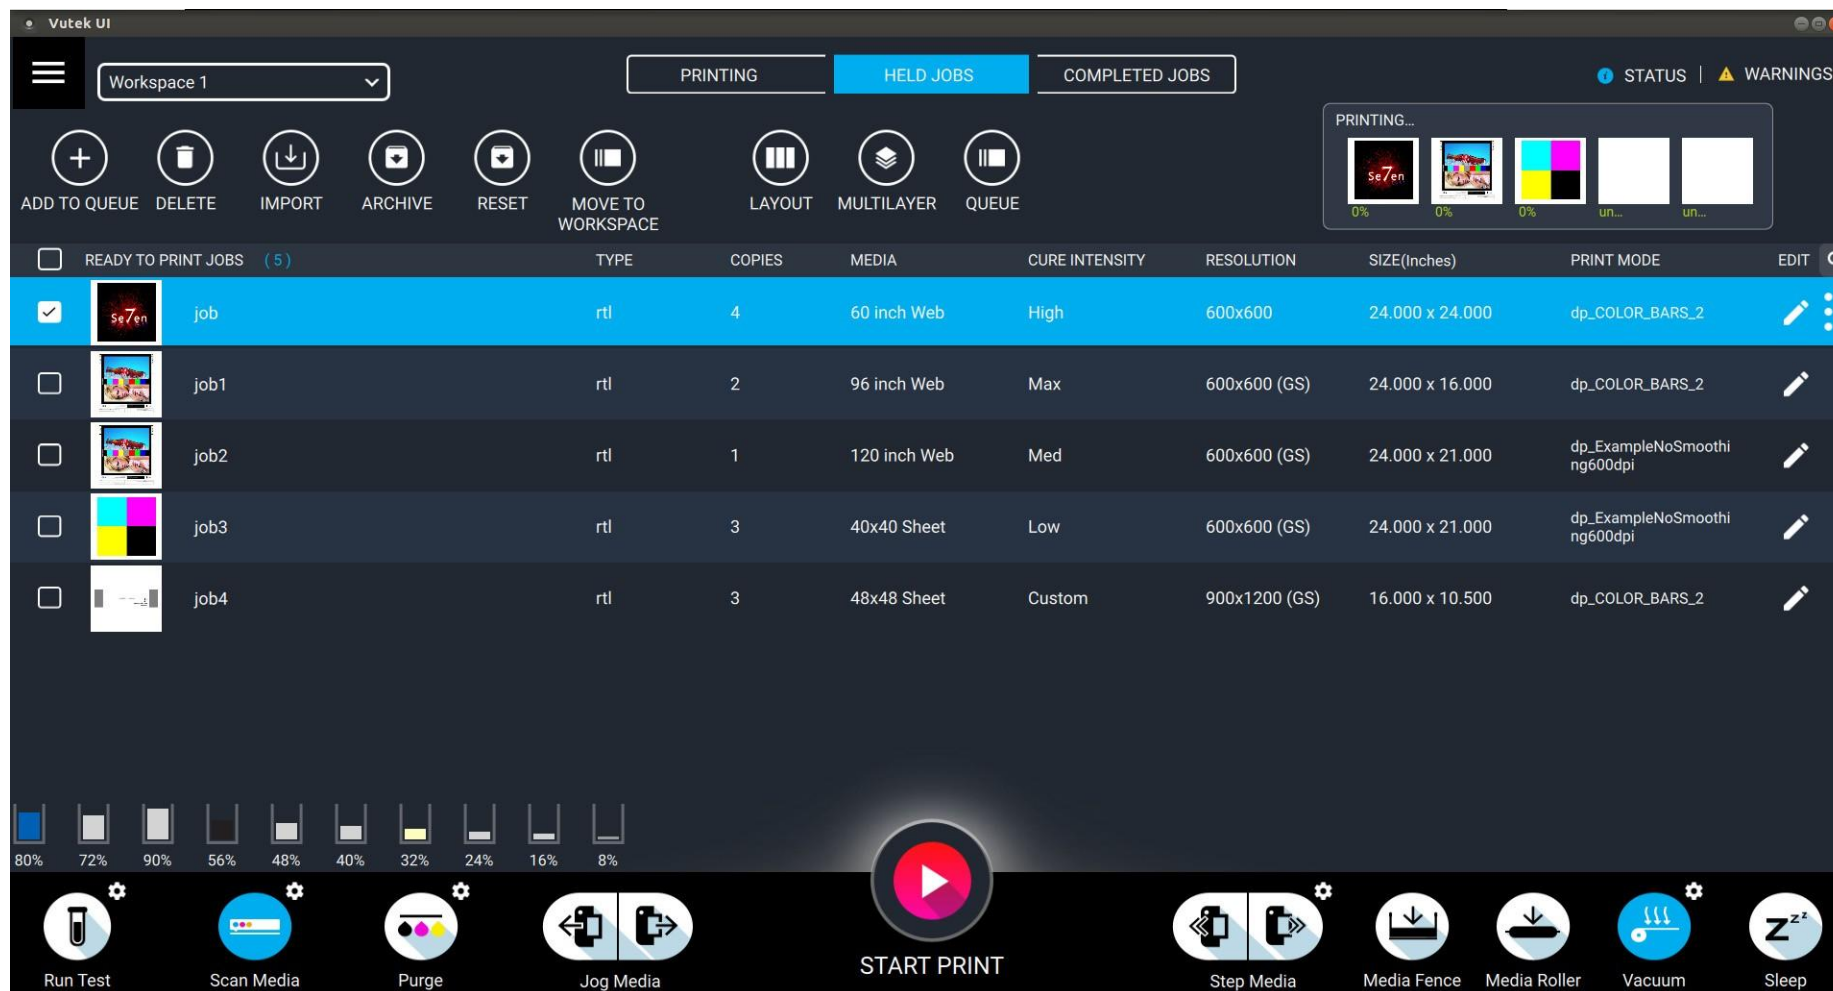 Vutek UI
Workspace 1
PRINTING
HELD JOBS
COMPLETED JOBS
STATUS
WARNINGS
PRINTING...
Se7en
0%
0%
0%
un...
un...
ADD TO QUEUE
DELETE
IMPORT
ARCHIVE
RESET
MOVE TO
WORKSPACE
LAYOUT
MULTILAYER
QUEUE
READY TO PRINT JOBS (5)
TYPE
COPIES
MEDIA
CURE INTENSITY
RESOLUTION
SIZE(Inches)
PRINT MODE
EDIT
Se7en
job rtl 4 60 inch Web High 600x600 24.000 x 24.000 dp_COLOR_BARS_2
job1 rtl 2 96 inch Web Max 600x600 (GS) 24.000 x 16.000 dp_COLOR_BARS_2
job2 rtl 1 120 inch Web Med 600x600 (GS) 24.000 x 21.000 dp_ExampleNoSmoothi
ng600dpi
job3 rtl 3 40x40 Sheet Low 600x600 (GS) 24.000 x 21.000 dp_ExampleNoSmoothi
ng600dpi
job4 rtl 3 48x48 Sheet Custom 900x1200 (GS) 16.000 x 10.500 dp_COLOR_BARS_2
80% 72% 90% 56% 48% 40% 32% 24% 16% 8%
Run Test
Scan Media
Purge
Jog Media
START PRINT
Step Media
Media Fence
Media Roller
Vacuum
zzz
Sleep